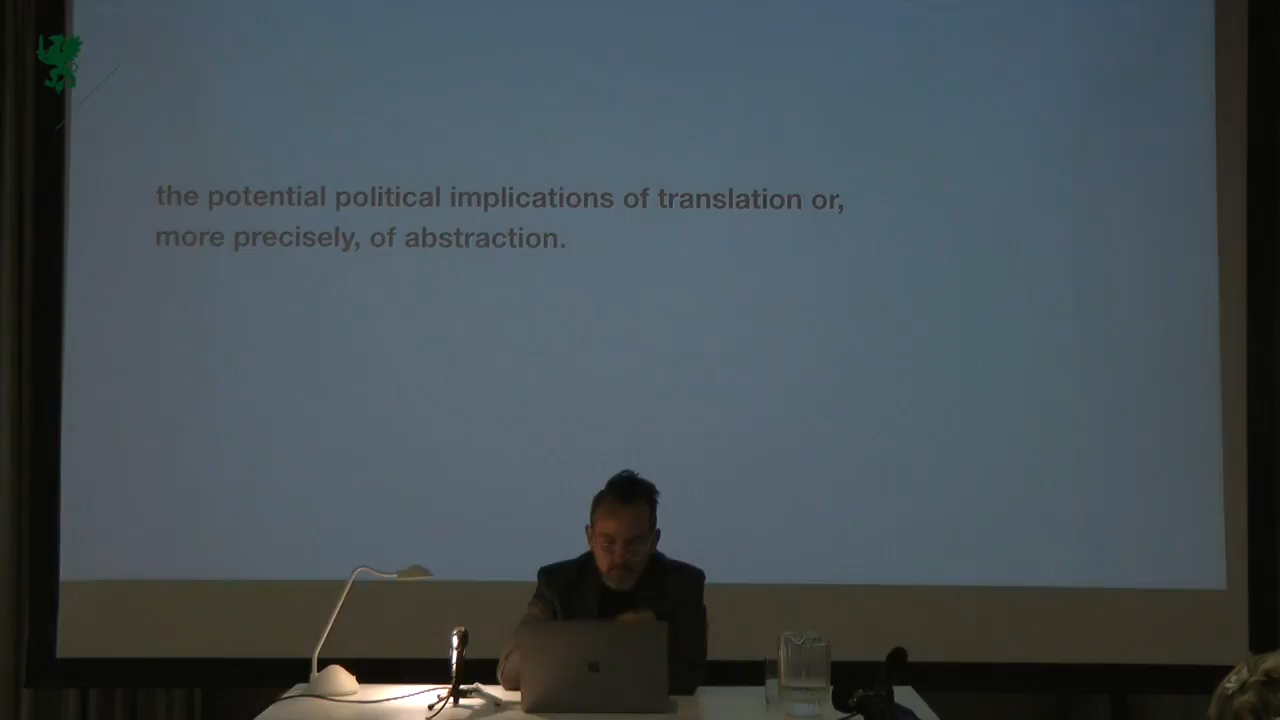 the potential political implications of translation or,
more precisely, of abstraction.